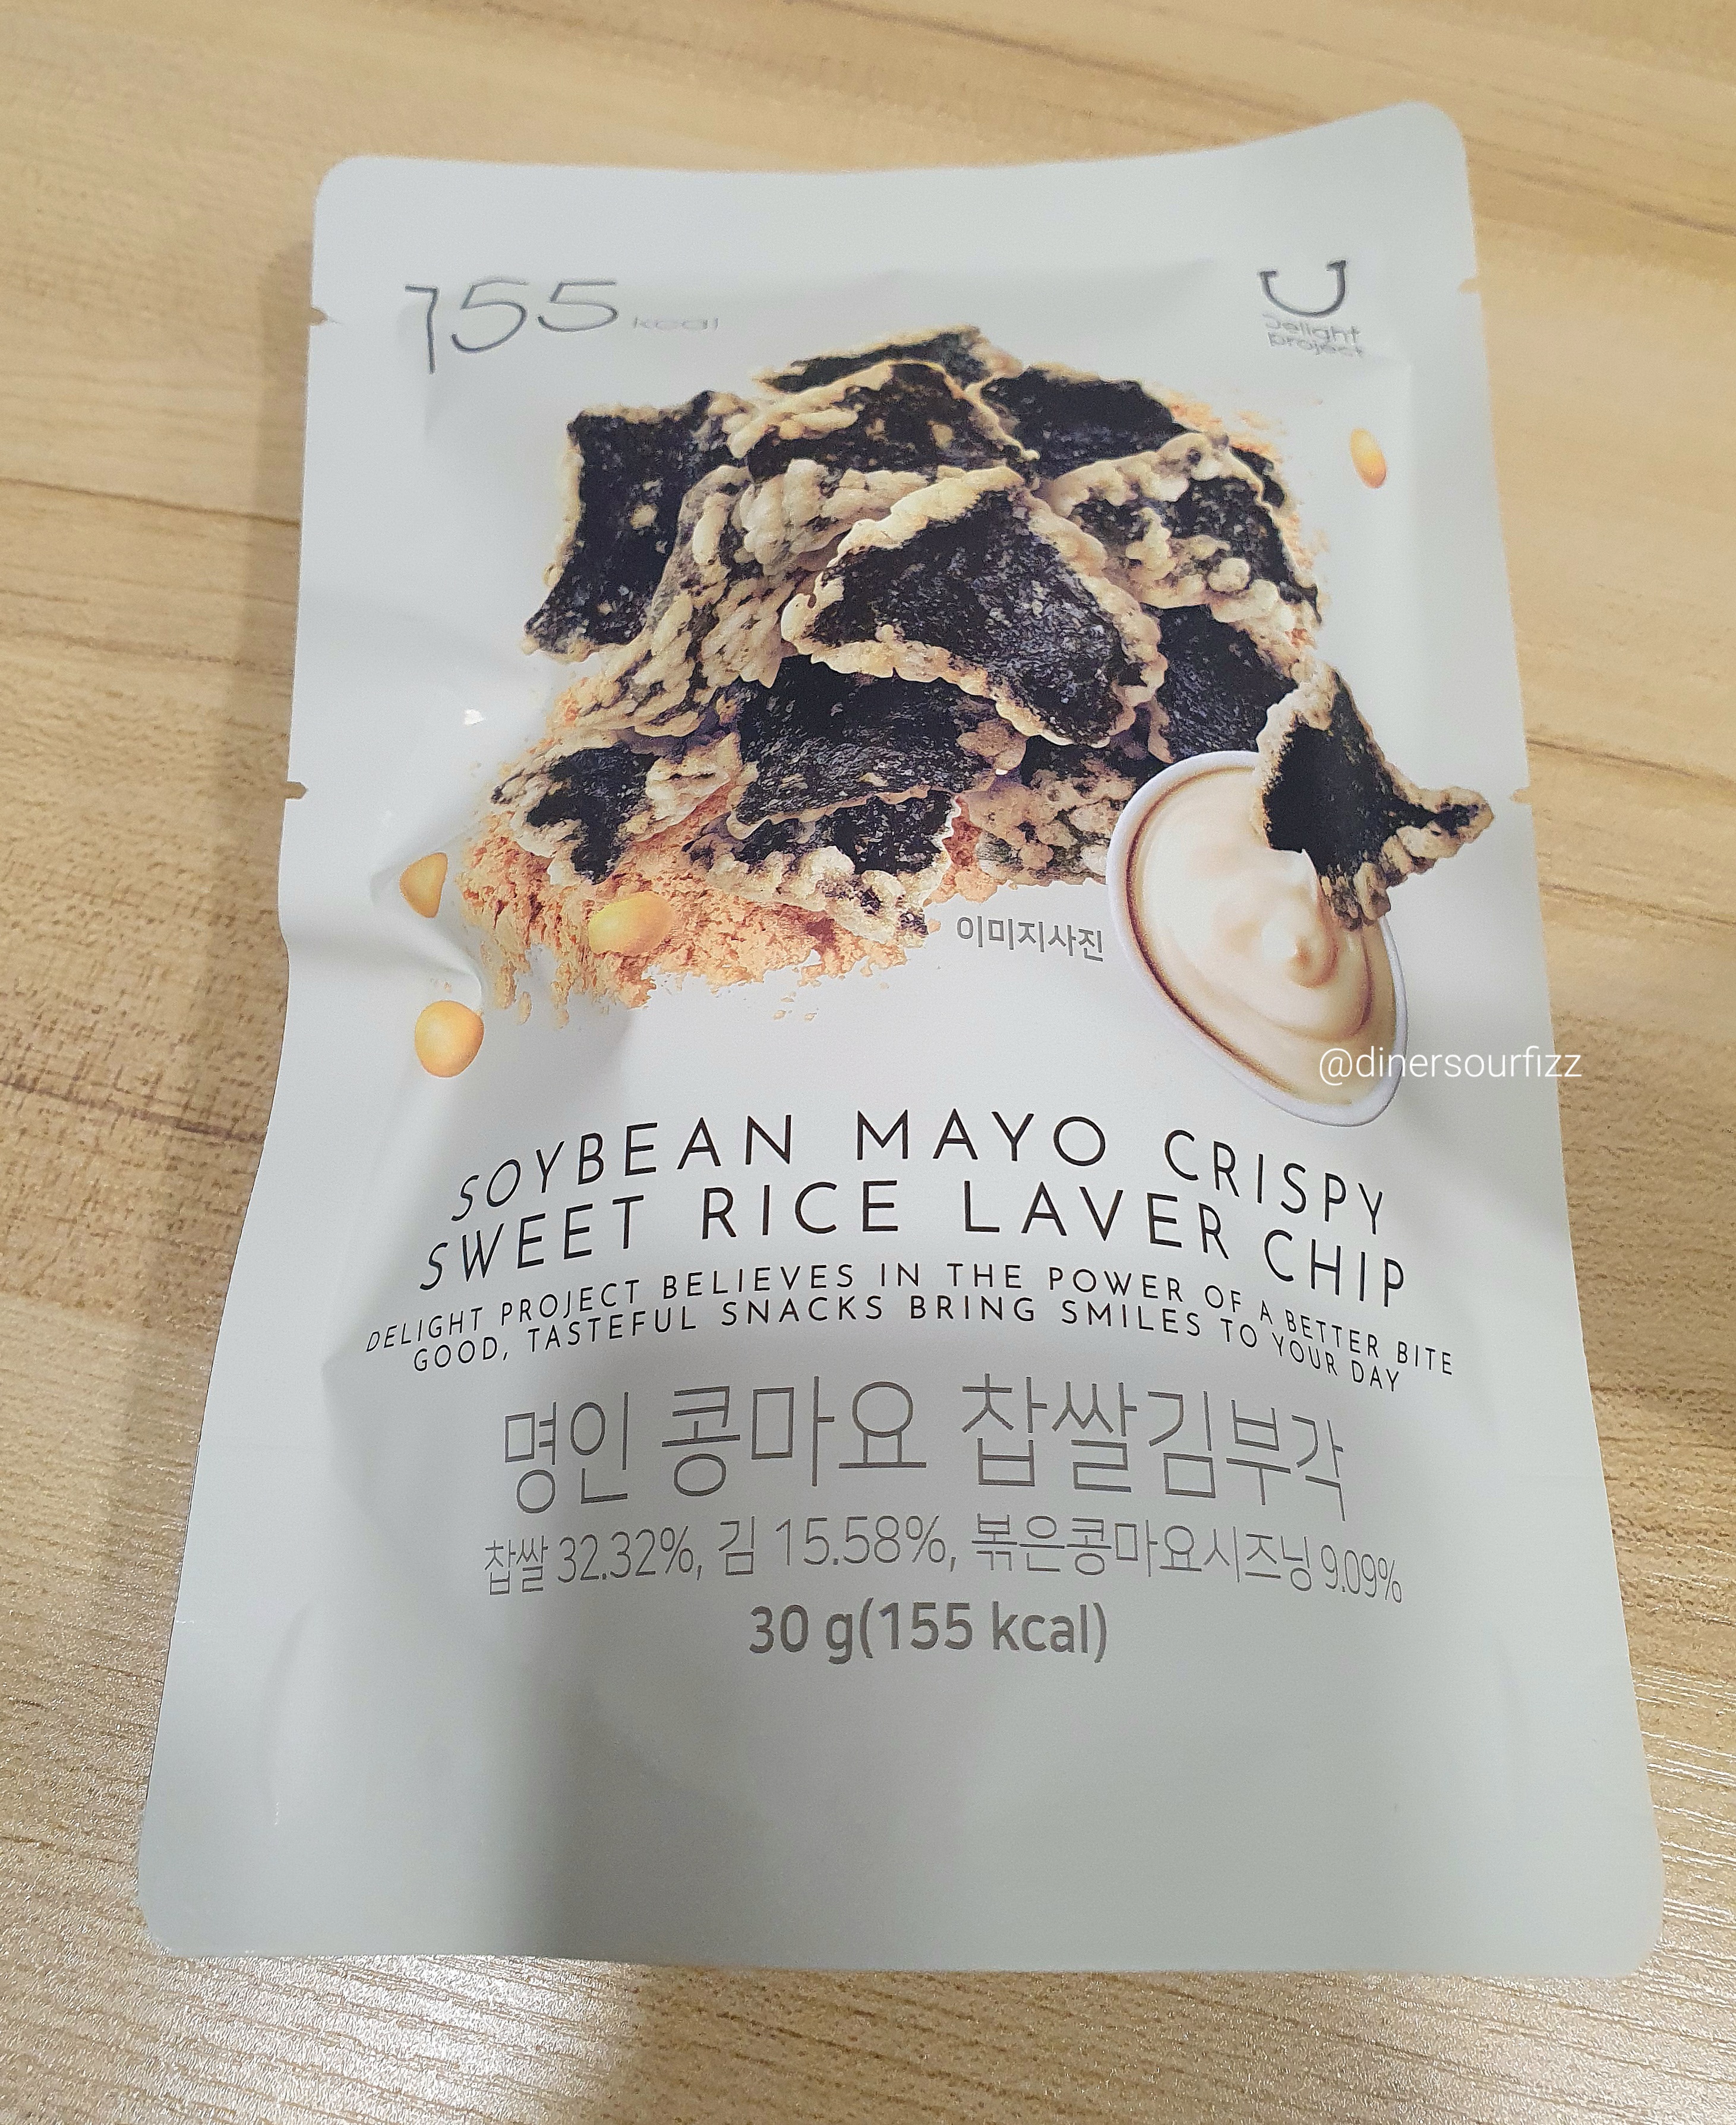 155 kcal
Delight
project
이미지사진
@dinersourfizz
SOYBEAN MAYO CRISPY
SWEET RICE LAVER CHIP
DELIGHT PROJECT BELIEVES IN THE POWER OF A BETTER BITE
GOOD, TASTEFUL SNACKS BRING SMILES TO YOUR DAY
명인 콩마요 찹쌀김부각
찹쌀 32.32%, 김 15.58%, 볶은콩마요시즈닝 9.09%
30 g(155 kcal)